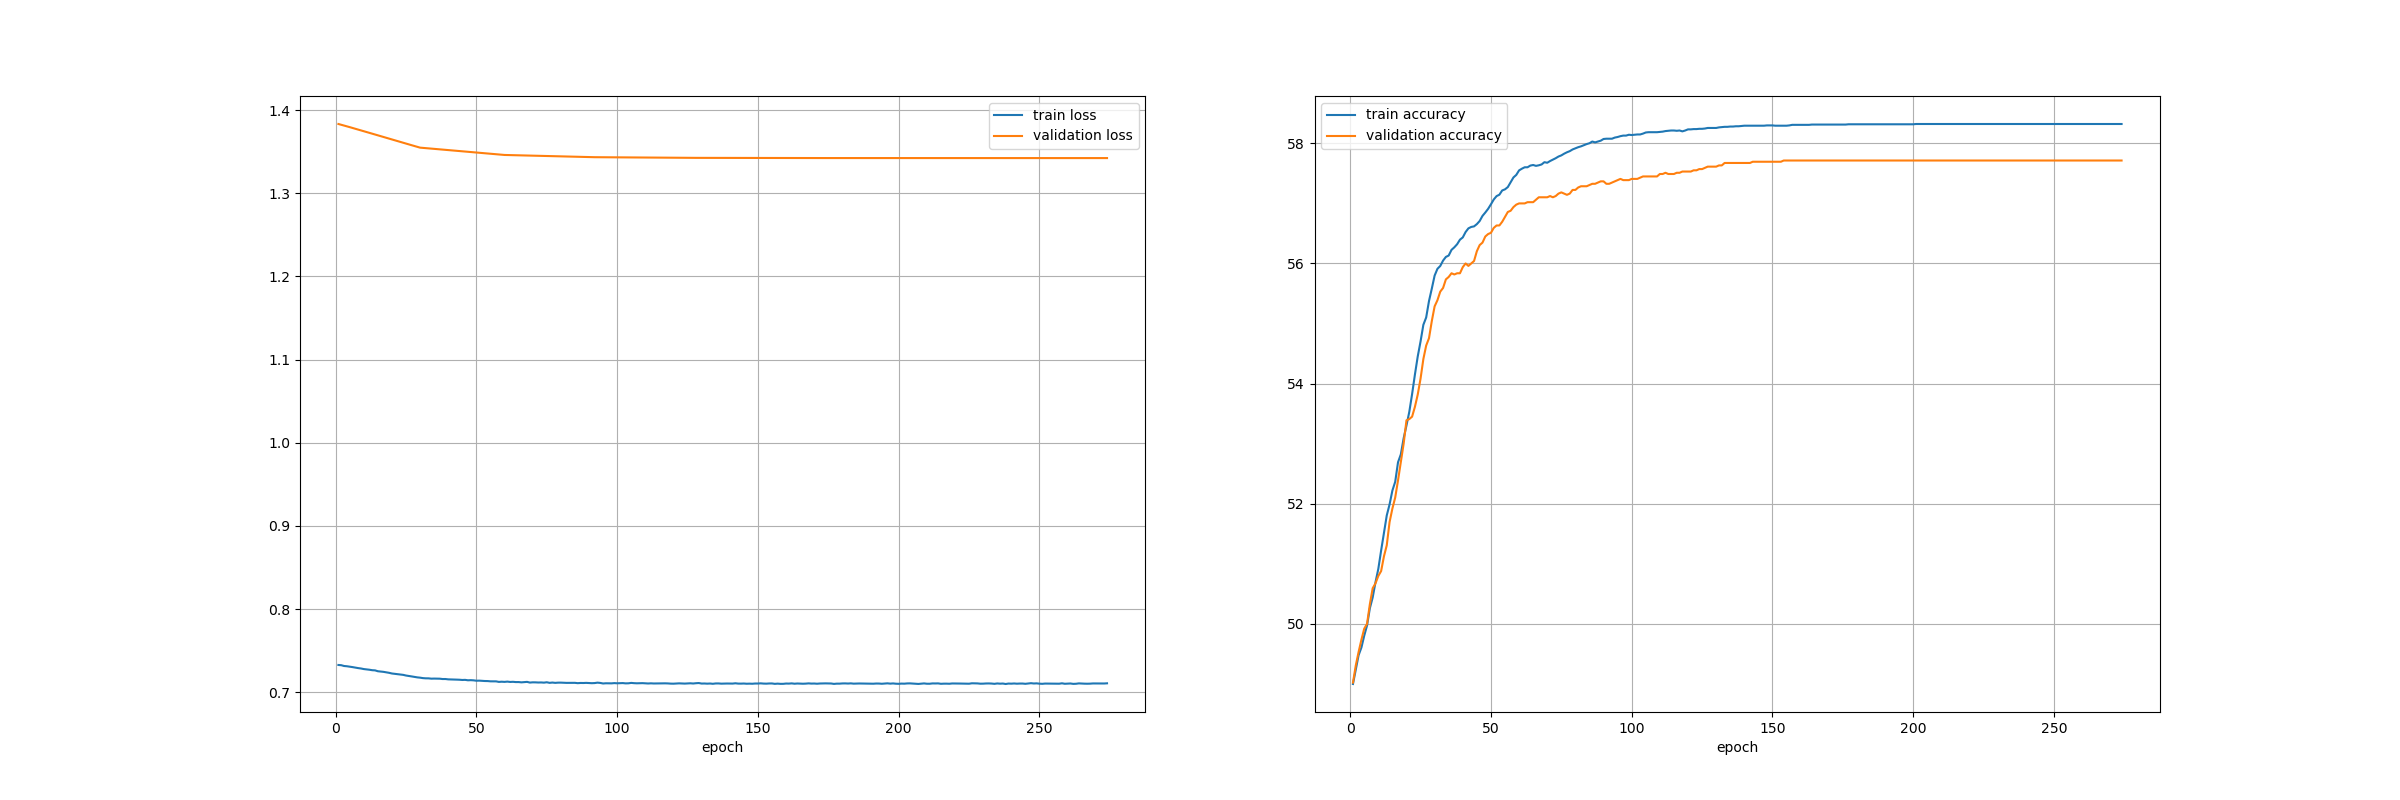 1.4
1.3
1.2
1.1
1.0
0.9
0.8
0.7
0 50 100 150 200 250
epoch
train loss
validation loss
58
56
54
52
50
0 50 100 150 200 250
epoch
train accuracy
validation accuracy